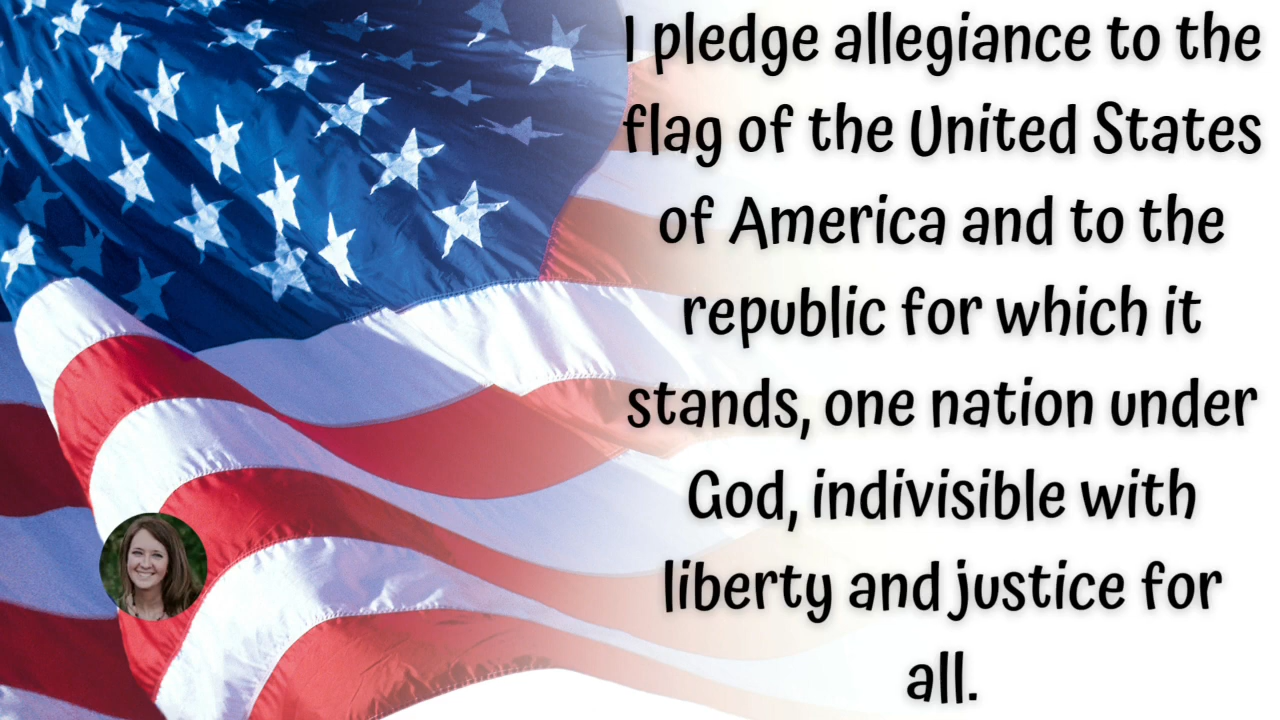 I pledge allegiance to the
flag of the United States
of America and to the
republic for which it
stands, one nation under
God, indivisible with
liberty and justice for
all.